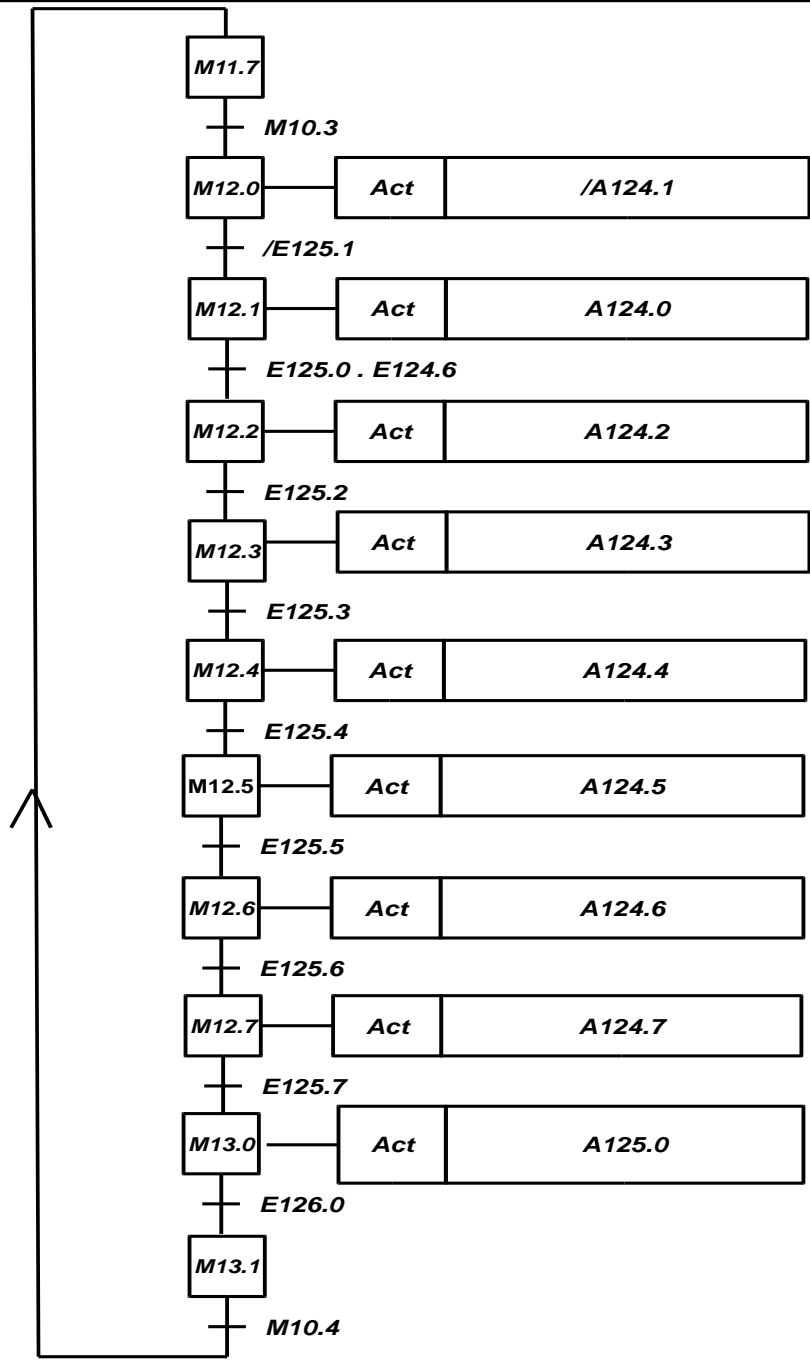 M11.7
M10.3
M12.0 Act /A124.1
/E125.1
M12.1 Act A124.0
E125.0 . E124.6
M12.2 Act A124.2
E125.2
M12.3 Act A124.3
E125.3
M12.4 Act A124.4
E125.4
M12.5 Act A124.5
E125.5
M12.6 Act A124.6
E125.6
M12.7 Act A124.7
E125.7
M13.0 Act A125.0
E126.0
M13.1
M10.4